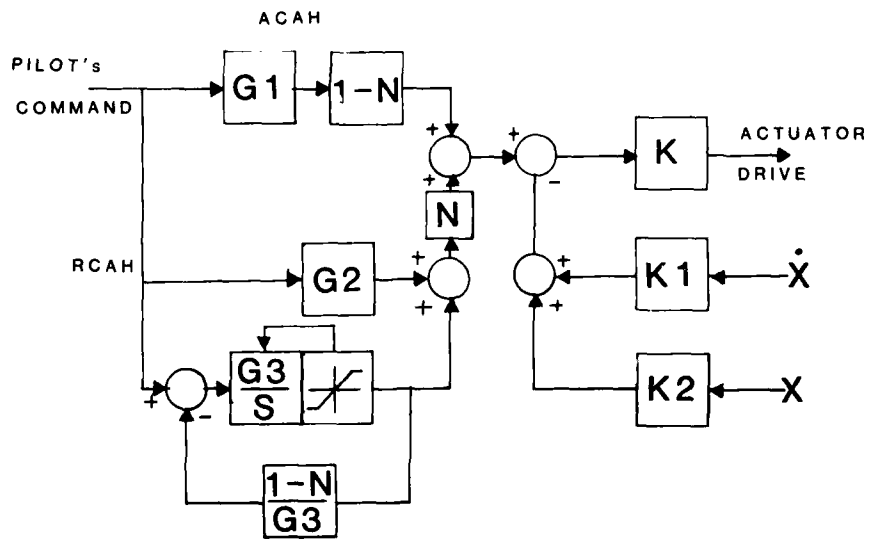 ACAH
PILOT's
COMMAND
G1
1-N
+
+
+
-
K
ACTUATOR
DRIVE
N
RCAH
G2
+
+
+
+
K1
Ẋ
G3
S
+
-
K2
X
1-N
G3